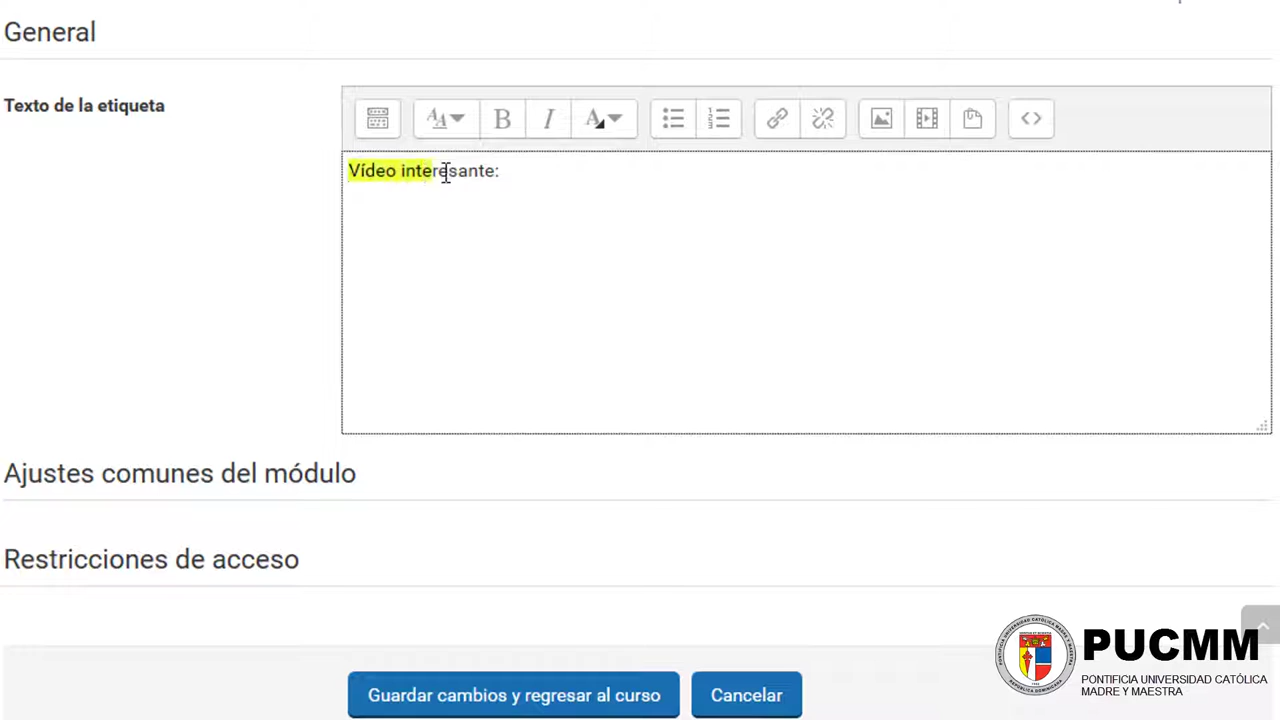 General
Texto de la etiqueta
Vídeo interesante:
Ajustes comunes del módulo
Restricciones de acceso
Guardar cambios y regresar al curso
Cancelar
PUCMM
PONTIFICIA UNIVERSIDAD CATÓLICA
MADRE Y MAESTRA